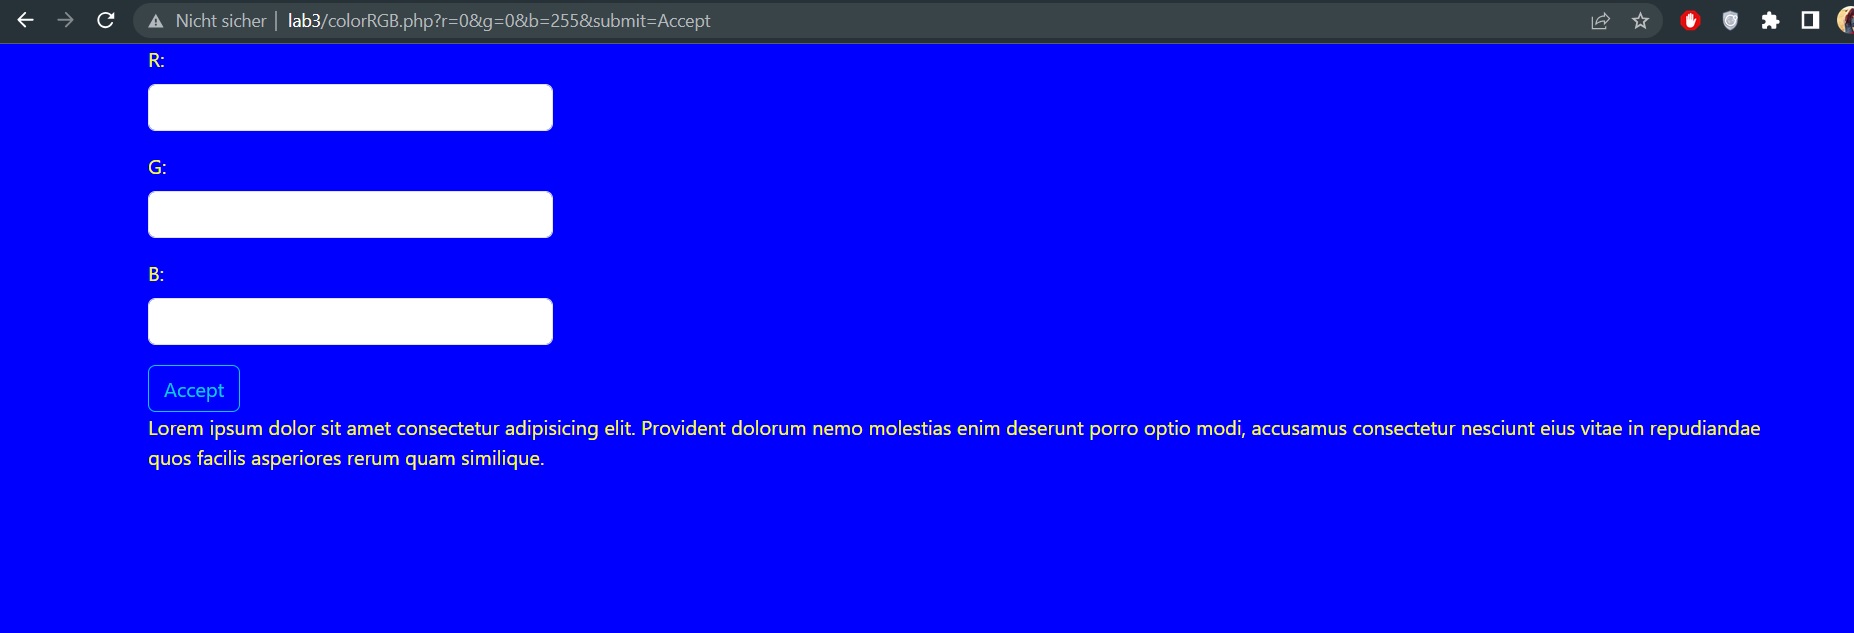 Nicht sicher | lab3/colorRGB.php?r=0&g=0&b=255&submit=Accept
R:
G:
B:
Accept
Lorem ipsum dolor sit amet consectetur adipisicing elit. Provident dolorum nemo molestias enim deserunt porro optio modi, accusamus consectetur nesciunt eius vitae in repudiandae
quos facilis asperiores rerum quam similique.